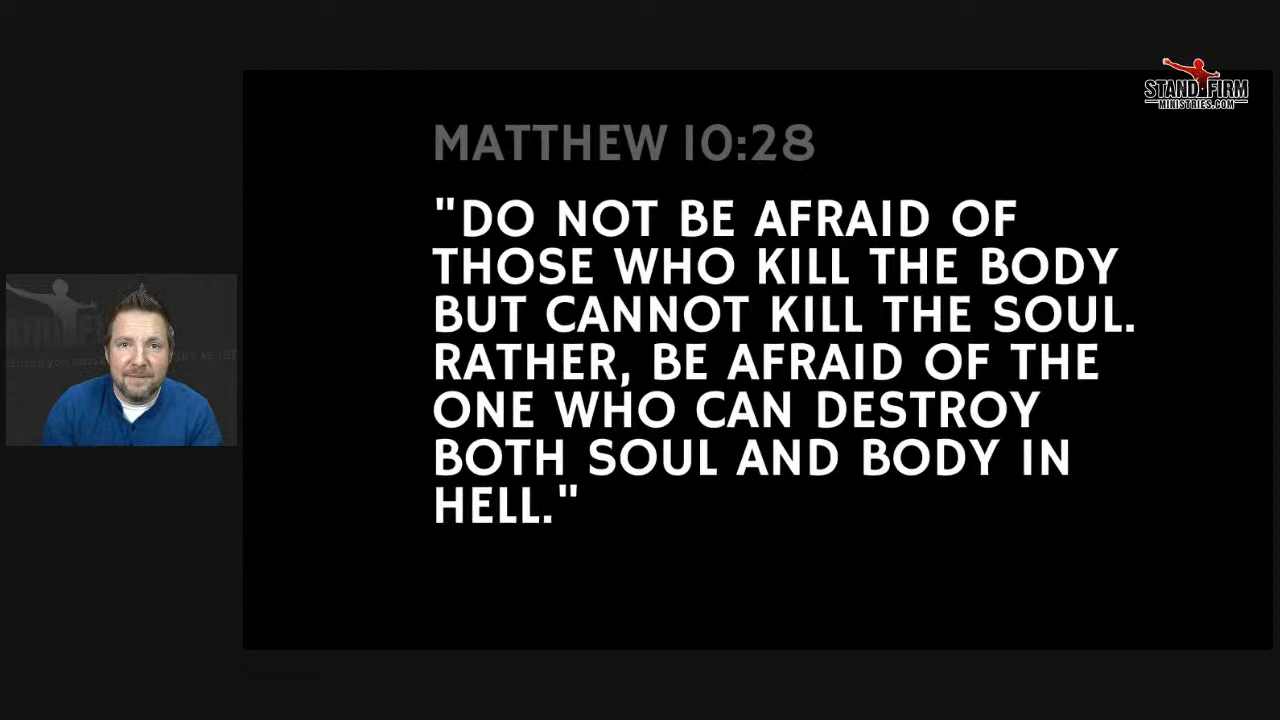 STAND FIRM
MINISTRIES.COM
MATTHEW 10:28
"DO NOT BE AFRAID OF
THOSE WHO KILL THE BODY
BUT CANNOT KILL THE SOUL.
RATHER, BE AFRAID OF THE
ONE WHO CAN DESTROY
BOTH SOUL AND BODY IN
HELL."